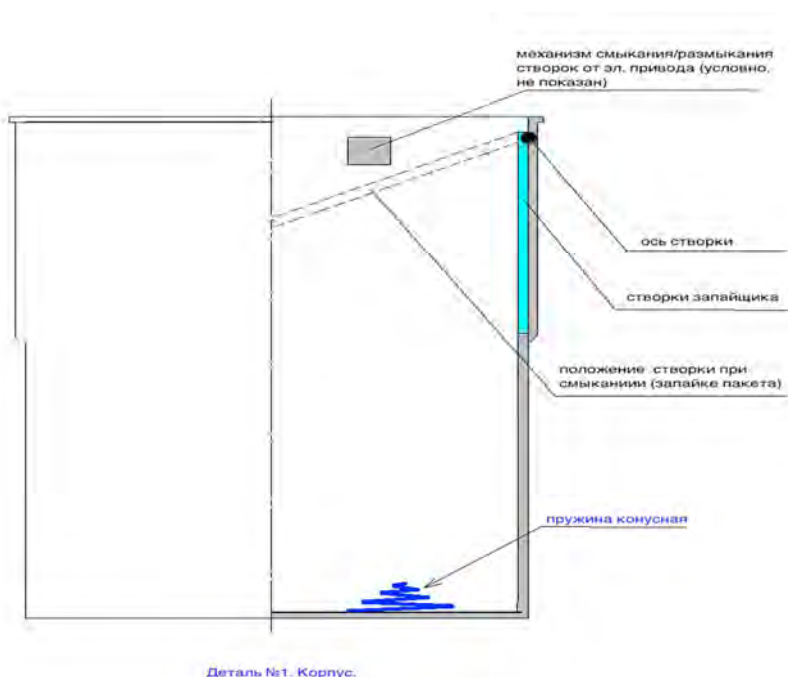 механизм смыкания/размыкания
створок от эл. привода (условно,
не показан)
ось створки
створки запайщика
положение створки при
смыканиии (запайке пакета)
пружина конусная
Деталь №1. Корпус.